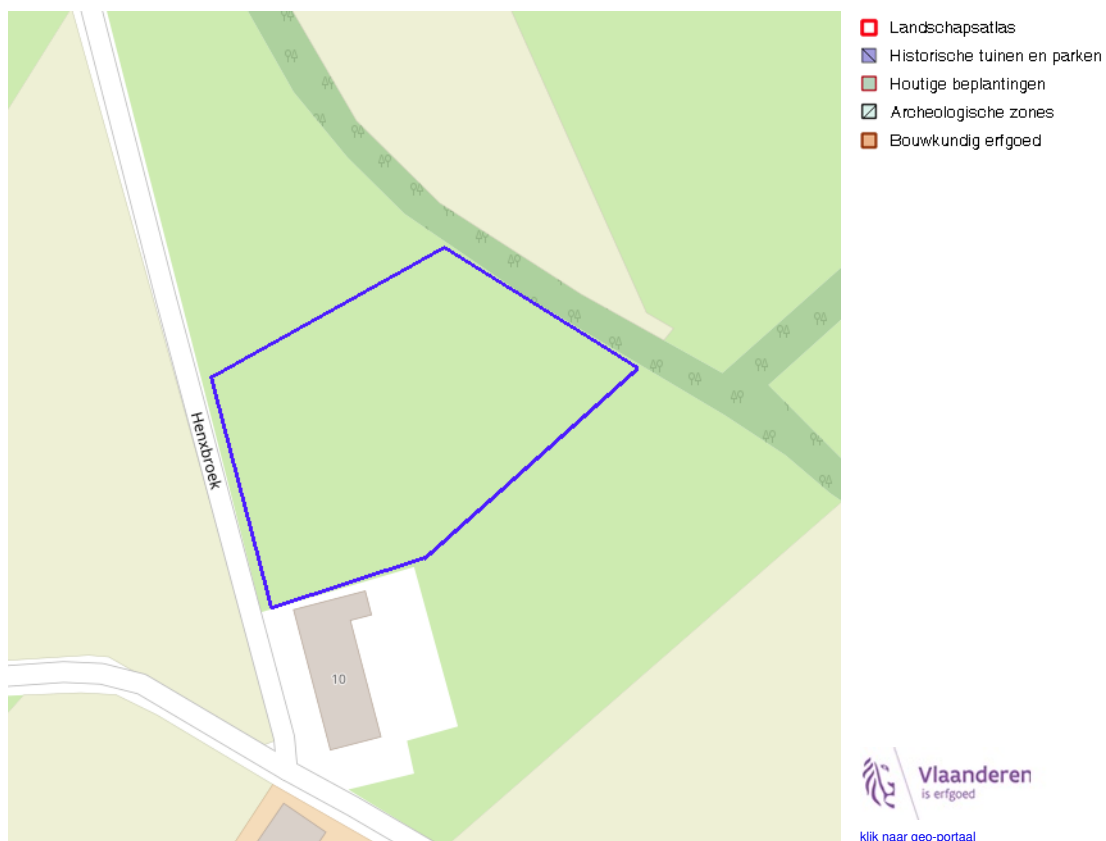 Landschapsatlas
Historische tuinen en parken
Houtige beplantingen
Archeologische zones
Bouwkundig erfgoed
Henxbroek
10
Vlaanderen
is erfgoed
klik naar geo-portaal